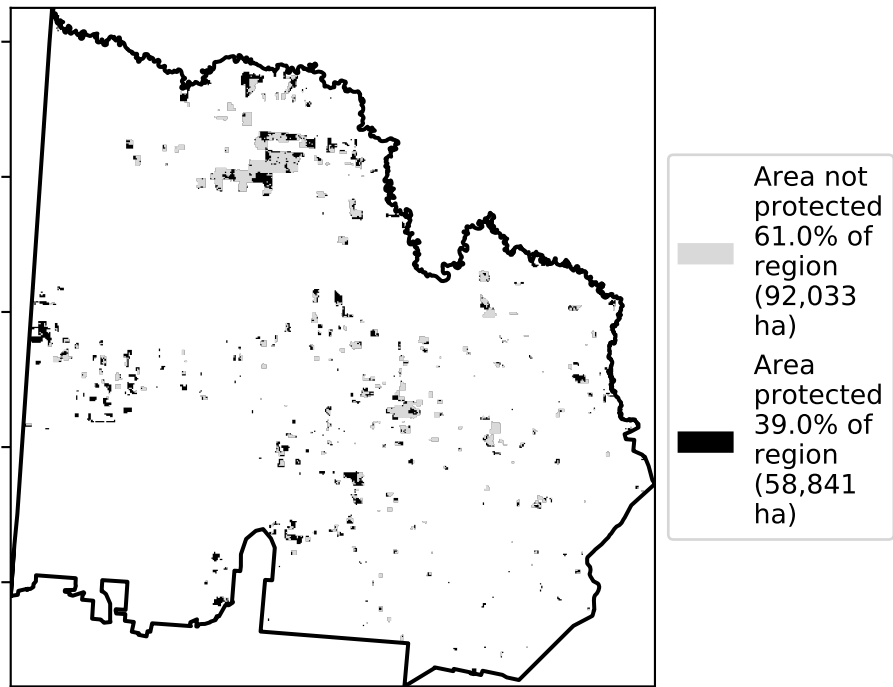 Area not
protected
61.0% of
region
(92,033
ha)
Area
protected
39.0% of
region
(58,841
ha)